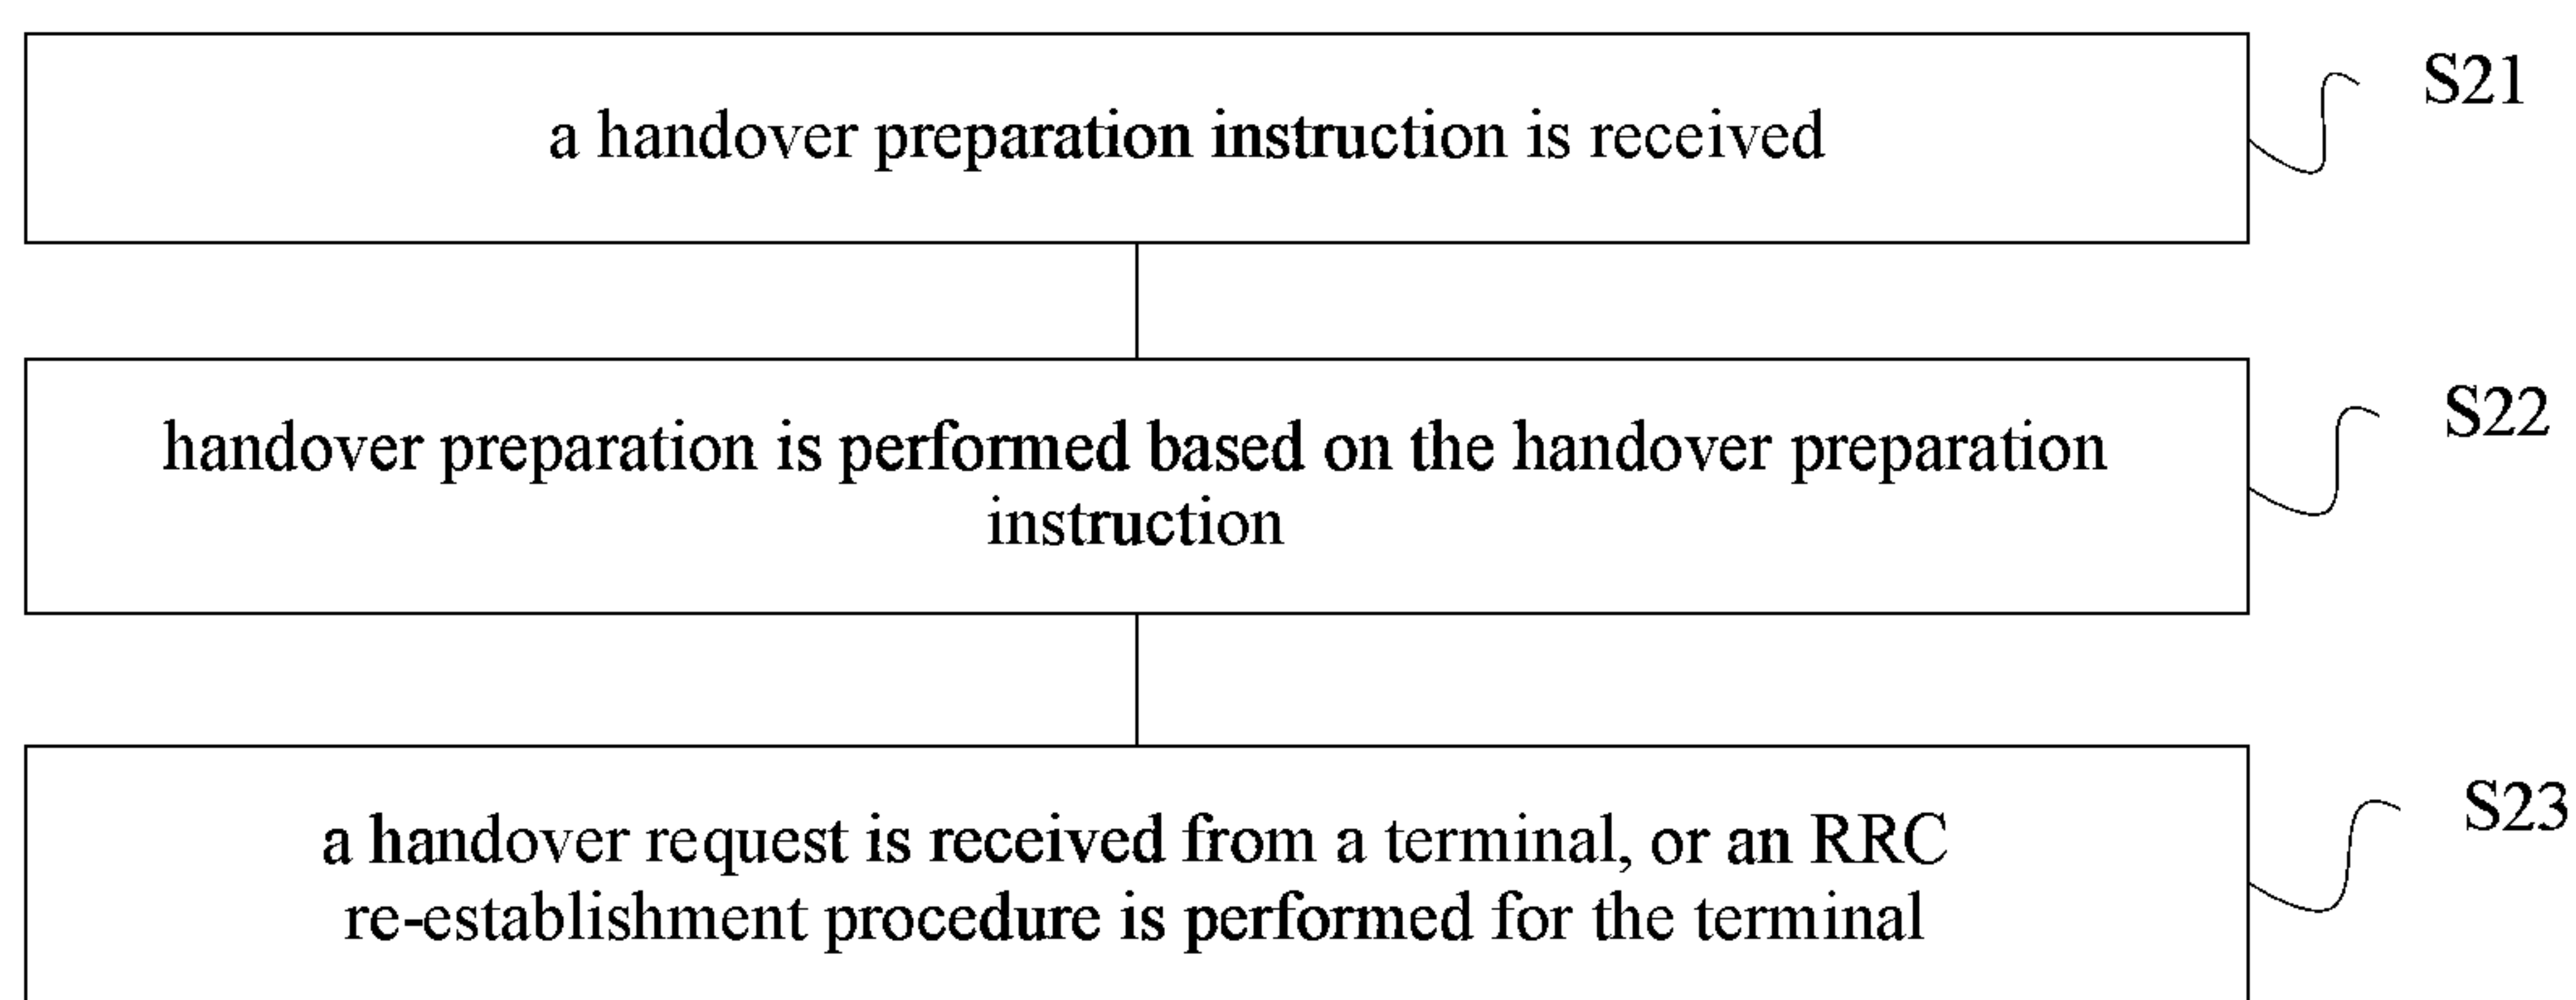 a handover preparation instruction is received
S21
handover preparation is performed based on the handover preparation
instruction
S22
a handover request is received from a terminal, or an RRC
re-establishment procedure is performed for the terminal
S23